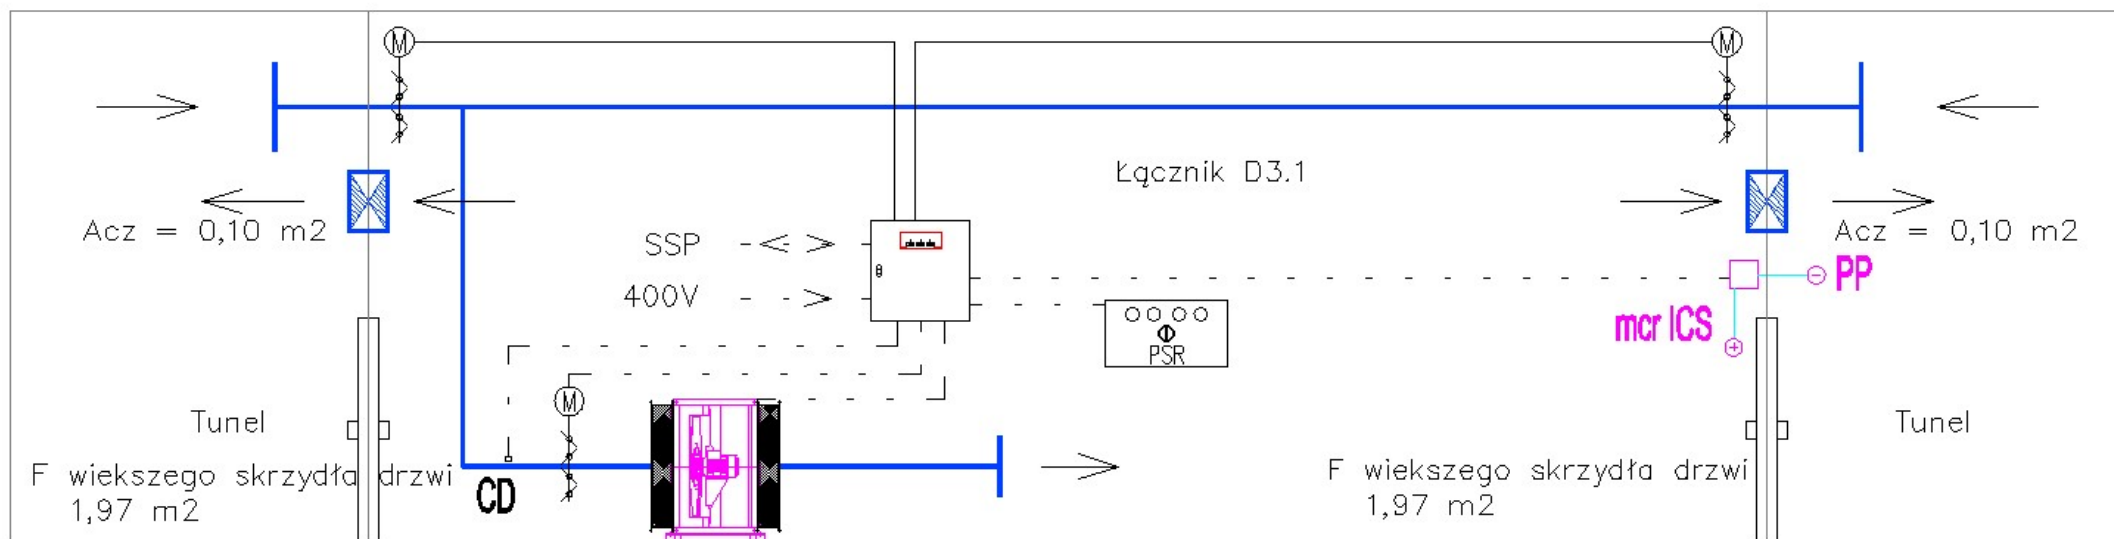 M
M
Łącznik D3.1
Acz = 0,10 m2
SSP
Acz = 0,10 m2
PP
400V
mcr ICS
PSR
M
Tunel
Tunel
F wiekszego skrzydła drzwi
1,97 m2
CD
F wiekszego skrzydła drzwi
1,97 m2